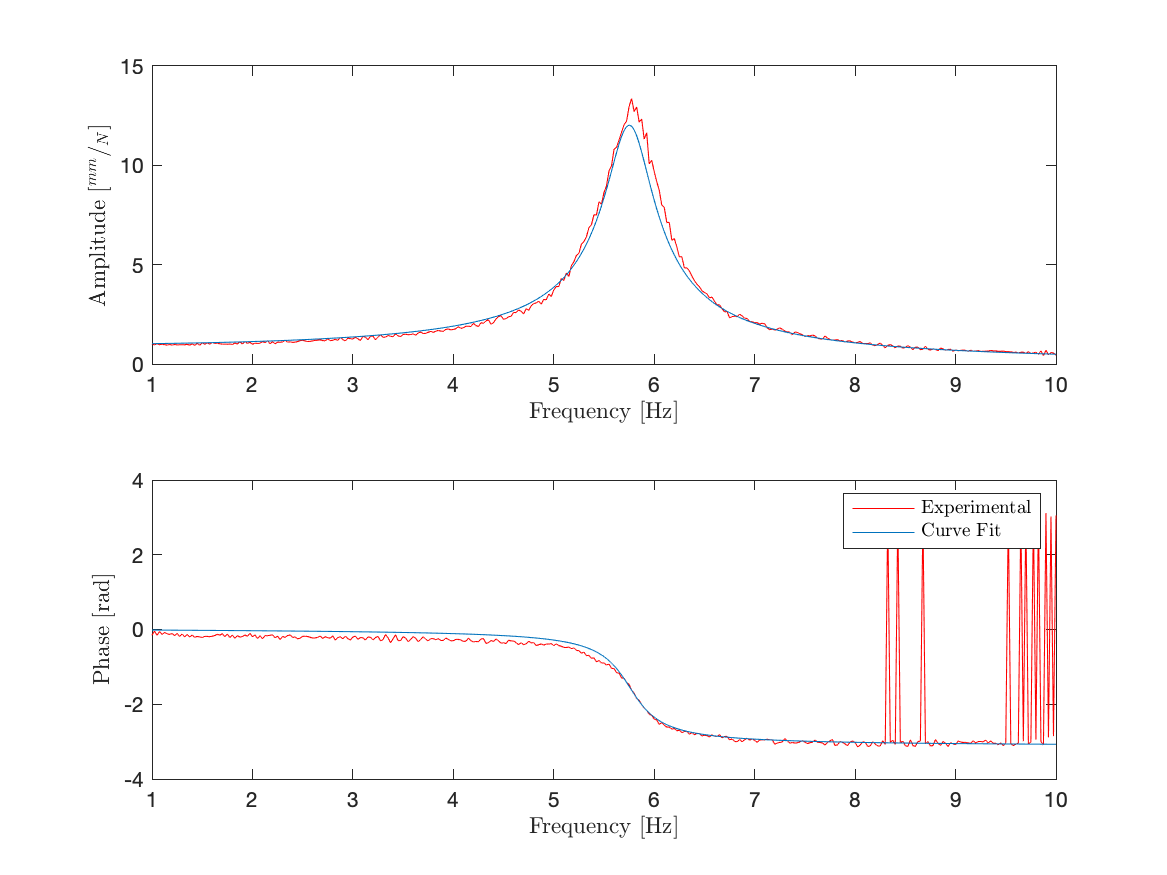 15
10
5
0
Amplitude [mm/N]
1 2 3 4 5 6 7 8 9 10
Frequency [Hz]
4
2
0
-2
-4
Phase [rad]
Experimental
Curve Fit
1 2 3 4 5 6 7 8 9 10
Frequency [Hz]